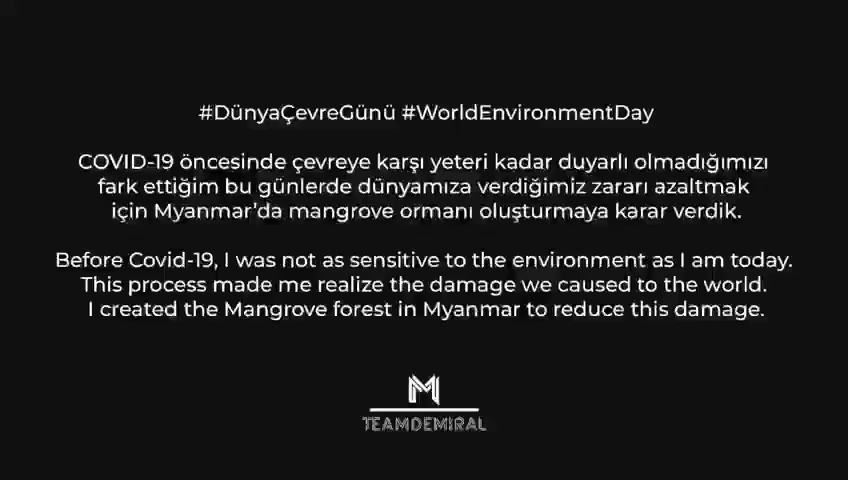 #DünyaÇevreGünü #WorldEnvironmentDay
COVID-19 öncesinde çevreye karşı yeteri kadar duyarlı olmadığımızı
fark ettiğim bu günlerde dünyamıza verdiğimiz zararı azaltmak
için Myanmar'da mangrove ormanı oluşturmaya karar verdik.
Before Covid-19, I was not as sensitive to the environment as I am today.
This process made me realize the damage we caused to the world.
I created the Mangrove forest in Myanmar to reduce this damage.
M
TEAMDEMIRAL